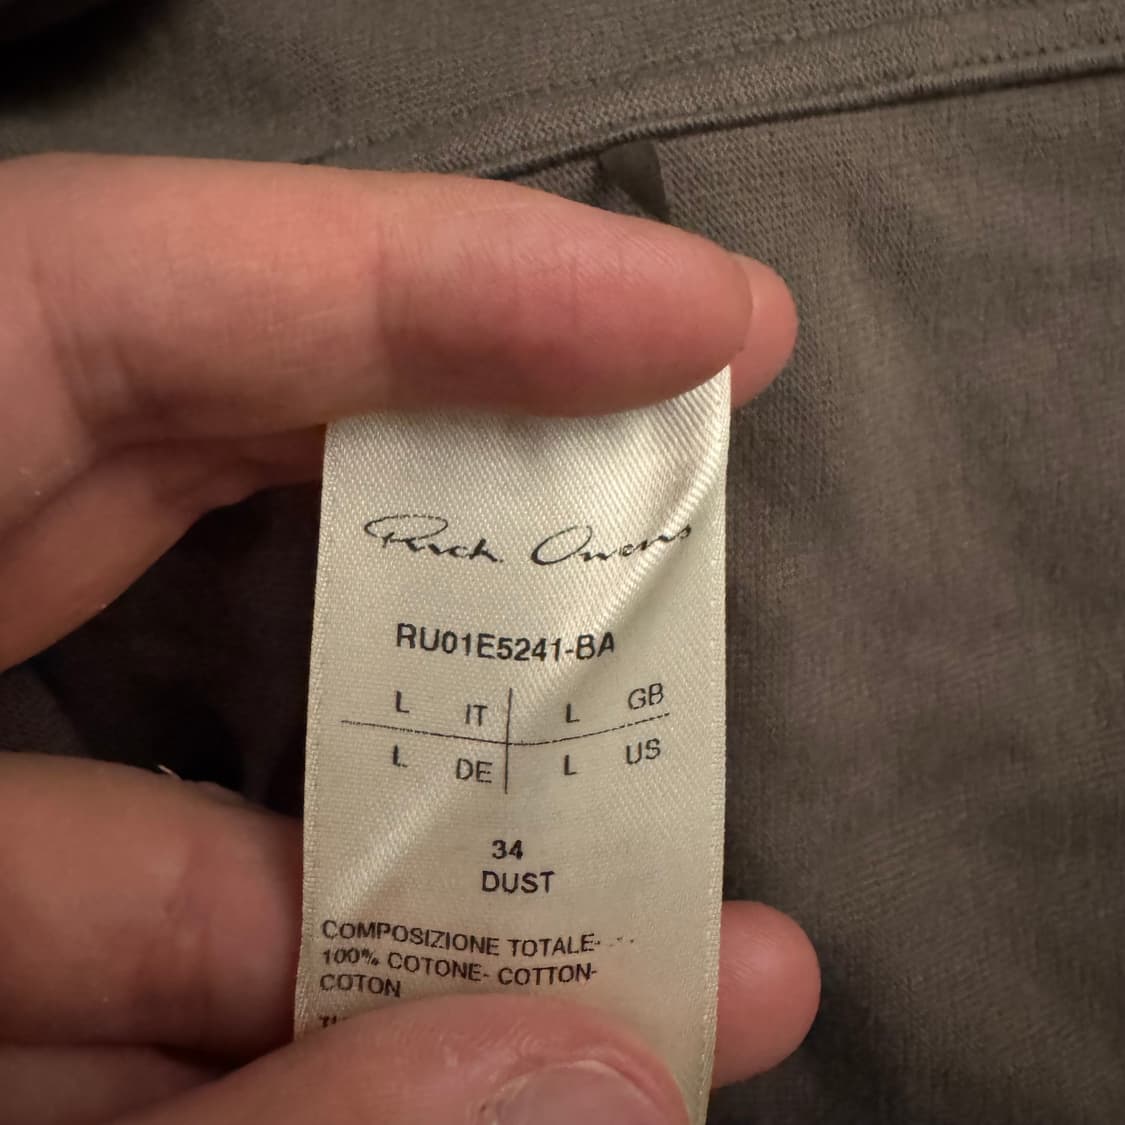 Rick Owens
RU01E5241-BA
L IT L GB
L DE L US
34
DUST
COMPOSIZIONE TOTALE-
100% COTONE- COTTON-
COTON